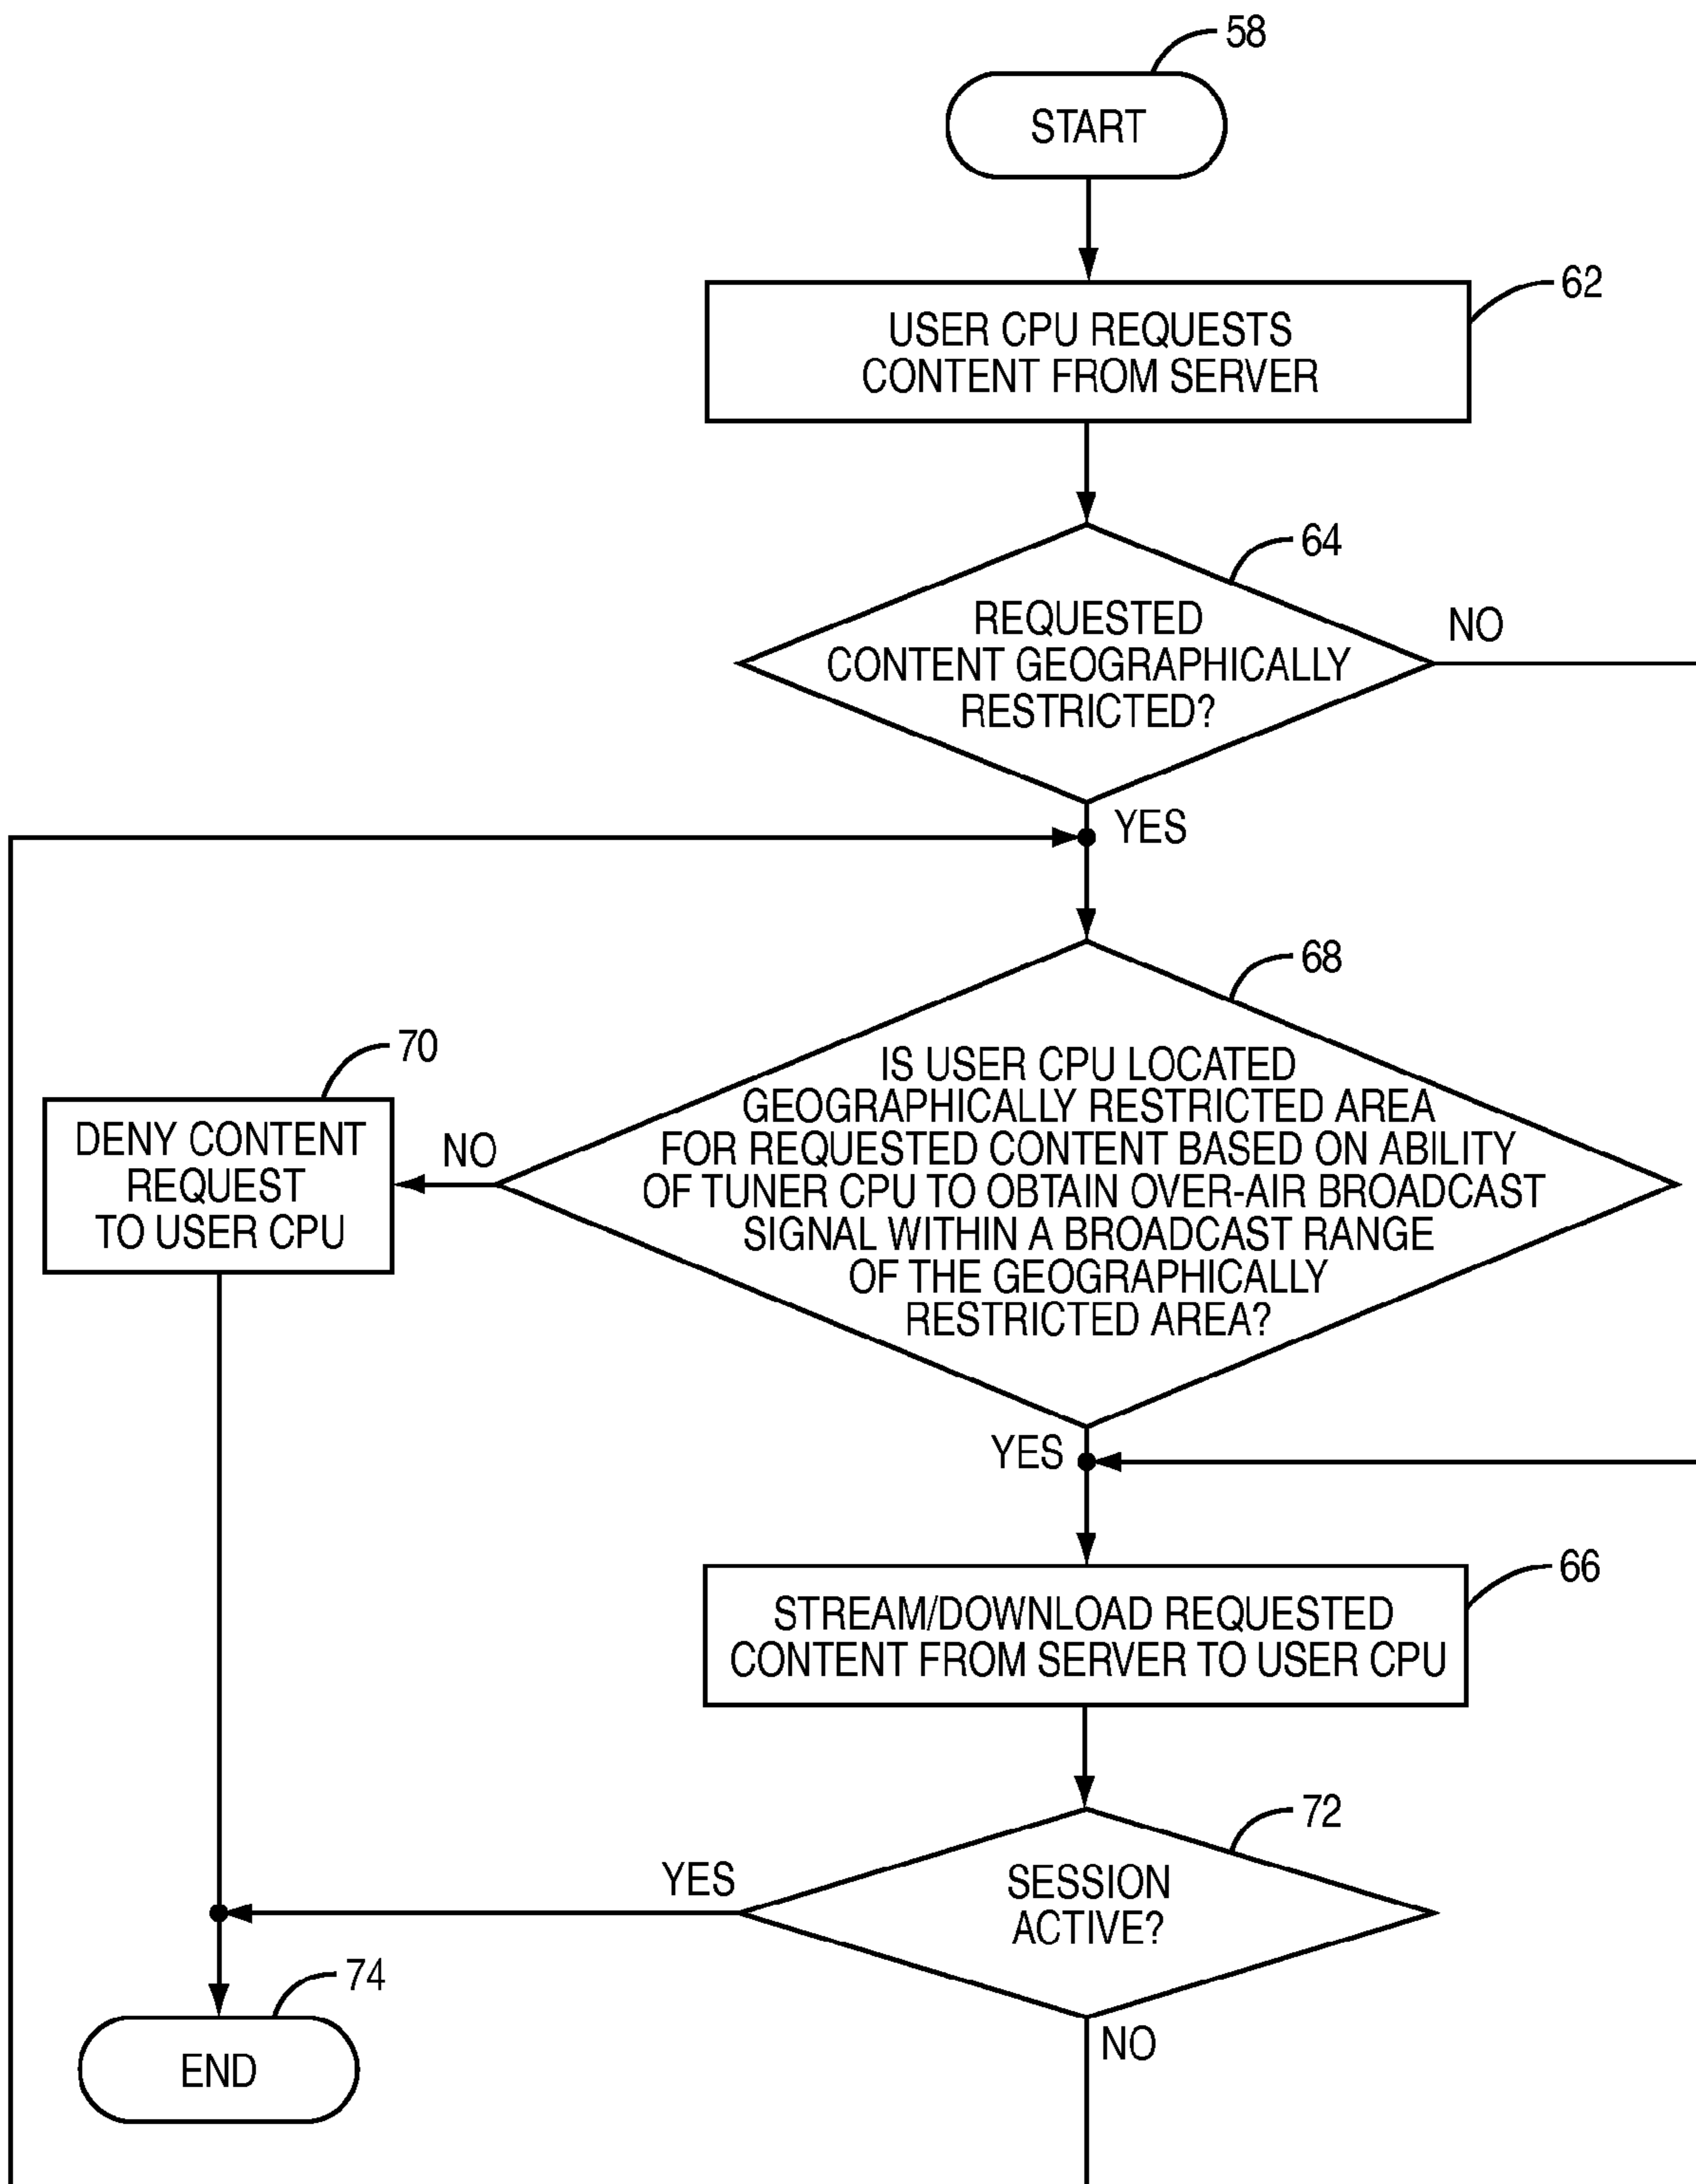 58
START
62
USER CPU REQUESTS
CONTENT FROM SERVER
64
REQUESTED
CONTENT GEOGRAPHICALLY
RESTRICTED?
NO
YES
68
IS USER CPU LOCATED
GEOGRAPHICALLY RESTRICTED AREA
FOR REQUESTED CONTENT BASED ON ABILITY
OF TUNER CPU TO OBTAIN OVER-AIR BROADCAST
SIGNAL WITHIN A BROADCAST RANGE
OF THE GEOGRAPHICALLY
RESTRICTED AREA?
NO
70
DENY CONTENT
REQUEST
TO USER CPU
YES
66
STREAM/DOWNLOAD REQUESTED
CONTENT FROM SERVER TO USER CPU
72
SESSION
ACTIVE?
YES
NO
74
END